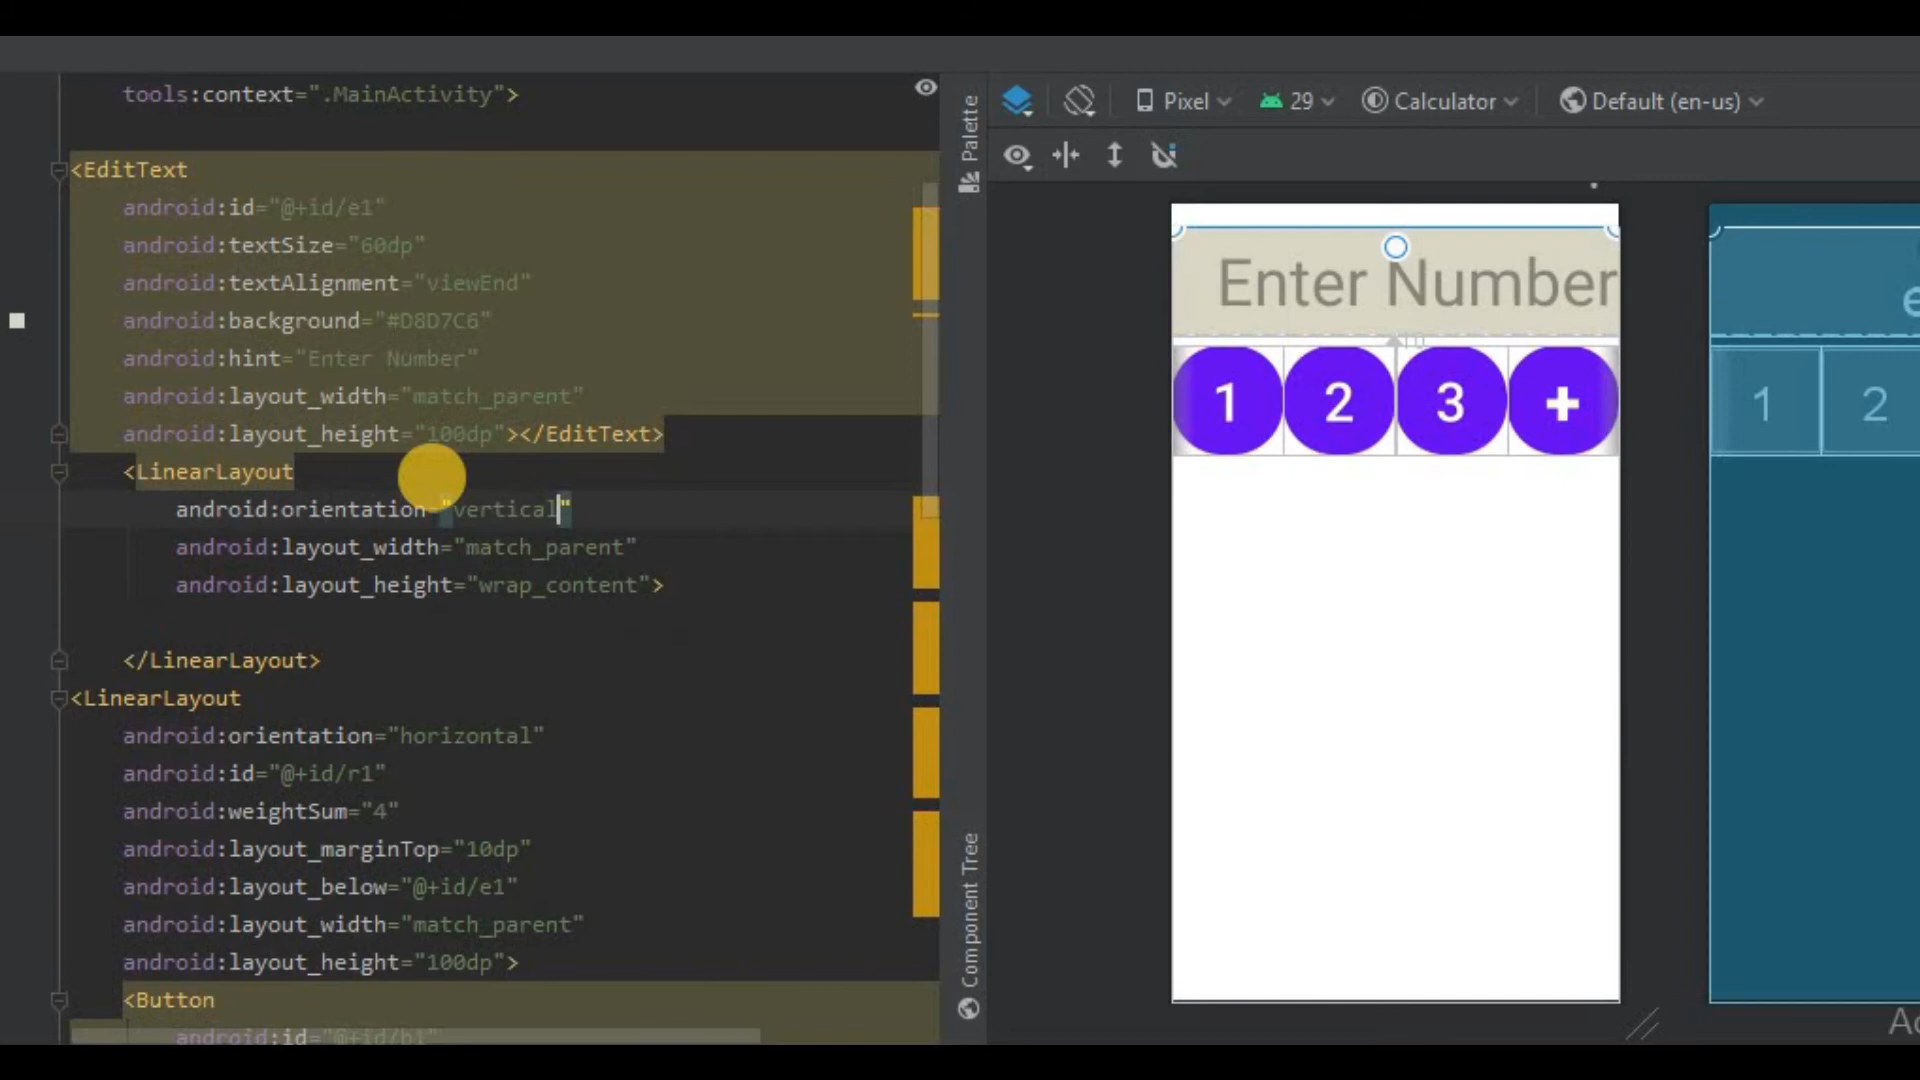 tools:context=".MainActivity">
<EditText
android:id="@+id/e1"
android:textSize="60dp"
android:textAlignment="viewEnd"
android:background="#D8D7C6"
android:hint="Enter Number"
android:layout_width="match_parent"
android:layout_height="100dp"></EditText>
<LinearLayout
android:orientation="vertical"
android:layout_width="match_parent"
android:layout_height="wrap_content">
</LinearLayout>
<LinearLayout
android:orientation="horizontal"
android:id="@+id/r1"
android:weightSum="4"
android:layout_marginTop="10dp"
android:layout_below="@+id/e1"
android:layout_width="match_parent"
android:layout_height="100dp">
<Button
android:id="@+id/b1"
Palette
Component Tree
Pixel 29 Calculator Default (en-us)
Enter Number
1 2 3 +
e
1 2